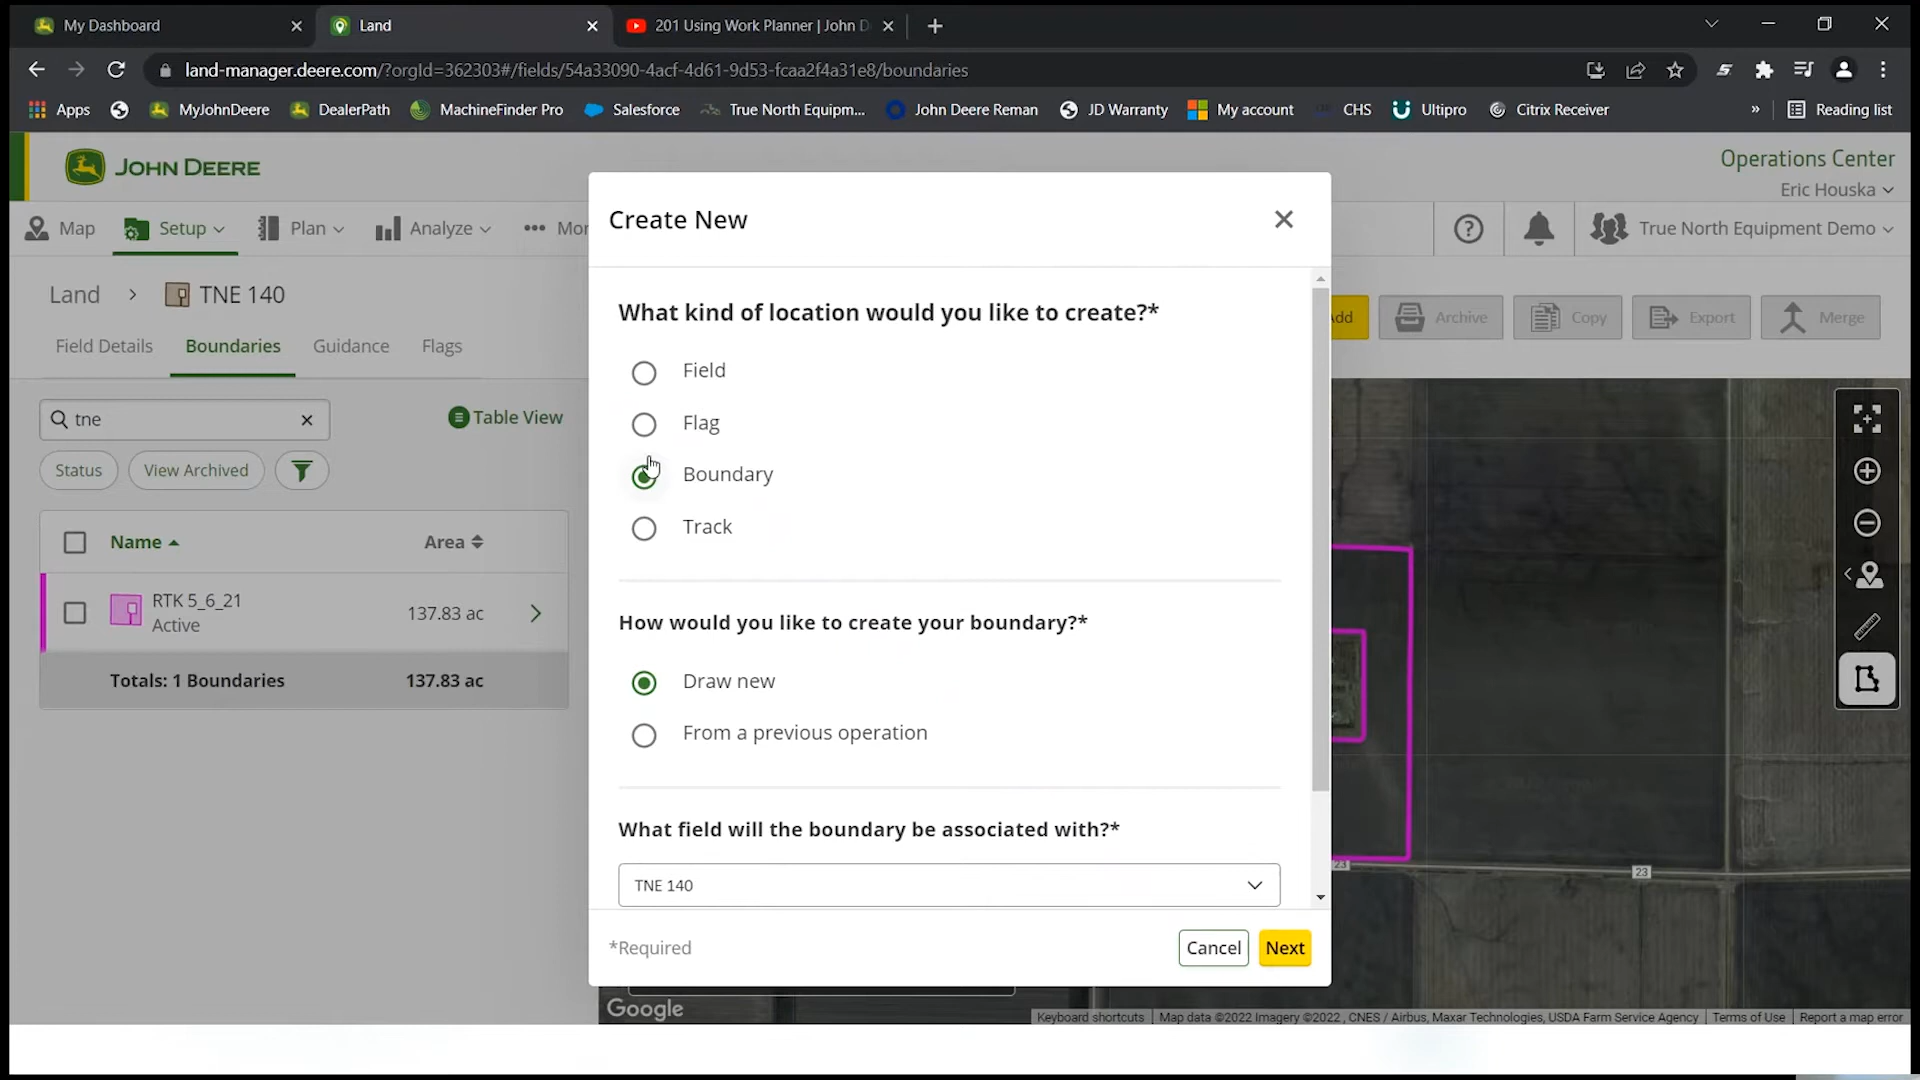 My Dashboard
Land
201 Using Work Planner | John D
land-manager.deere.com/?orgId=362303#/fields/54a33090-4acf-4d61-9d53-fcaa2f4a31e8/boundaries
Apps
MyJohnDeere
DealerPath
MachineFinder Pro
Salesforce
True North Equipm...
John Deere Reman
JD Warranty
My account
CHS
Ultipro
Citrix Receiver
»
Reading list
JOHN DEERE
Operations Center
Eric Houska
Map
Setup
Plan
Analyze
Mor
True North Equipment Demo
Create New
Land > TNE 140
Archive
Copy
Export
Merge
Field Details
Boundaries
Guidance
Flags
tne
Table View
Status
View Archived
Name
Area
RTK 5_6_21
Active
137.83 ac
Totals: 1 Boundaries
137.83 ac
What kind of location would you like to create?*
Field
Flag
Boundary
Track
How would you like to create your boundary?*
Draw new
From a previous operation
What field will the boundary be associated with?*
TNE 140
*Required
Cancel
Next
23
23
Google
Keyboard shortcuts
Map data ©2022 Imagery ©2022 , CNES / Airbus, Maxar Technologies, USDA Farm Service Agency
Terms of Use
Report a map error